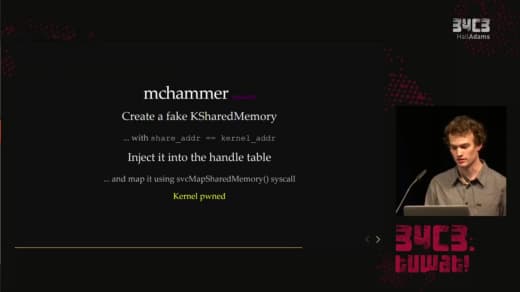 34C3
HallAdams
mchammer
Create a fake KSharedMemory
... with share_addr == kernel_addr
Inject it into the handle table
... and map it using svcMapSharedMemory() syscall
Kernel pwned
34C3.
tuwat!